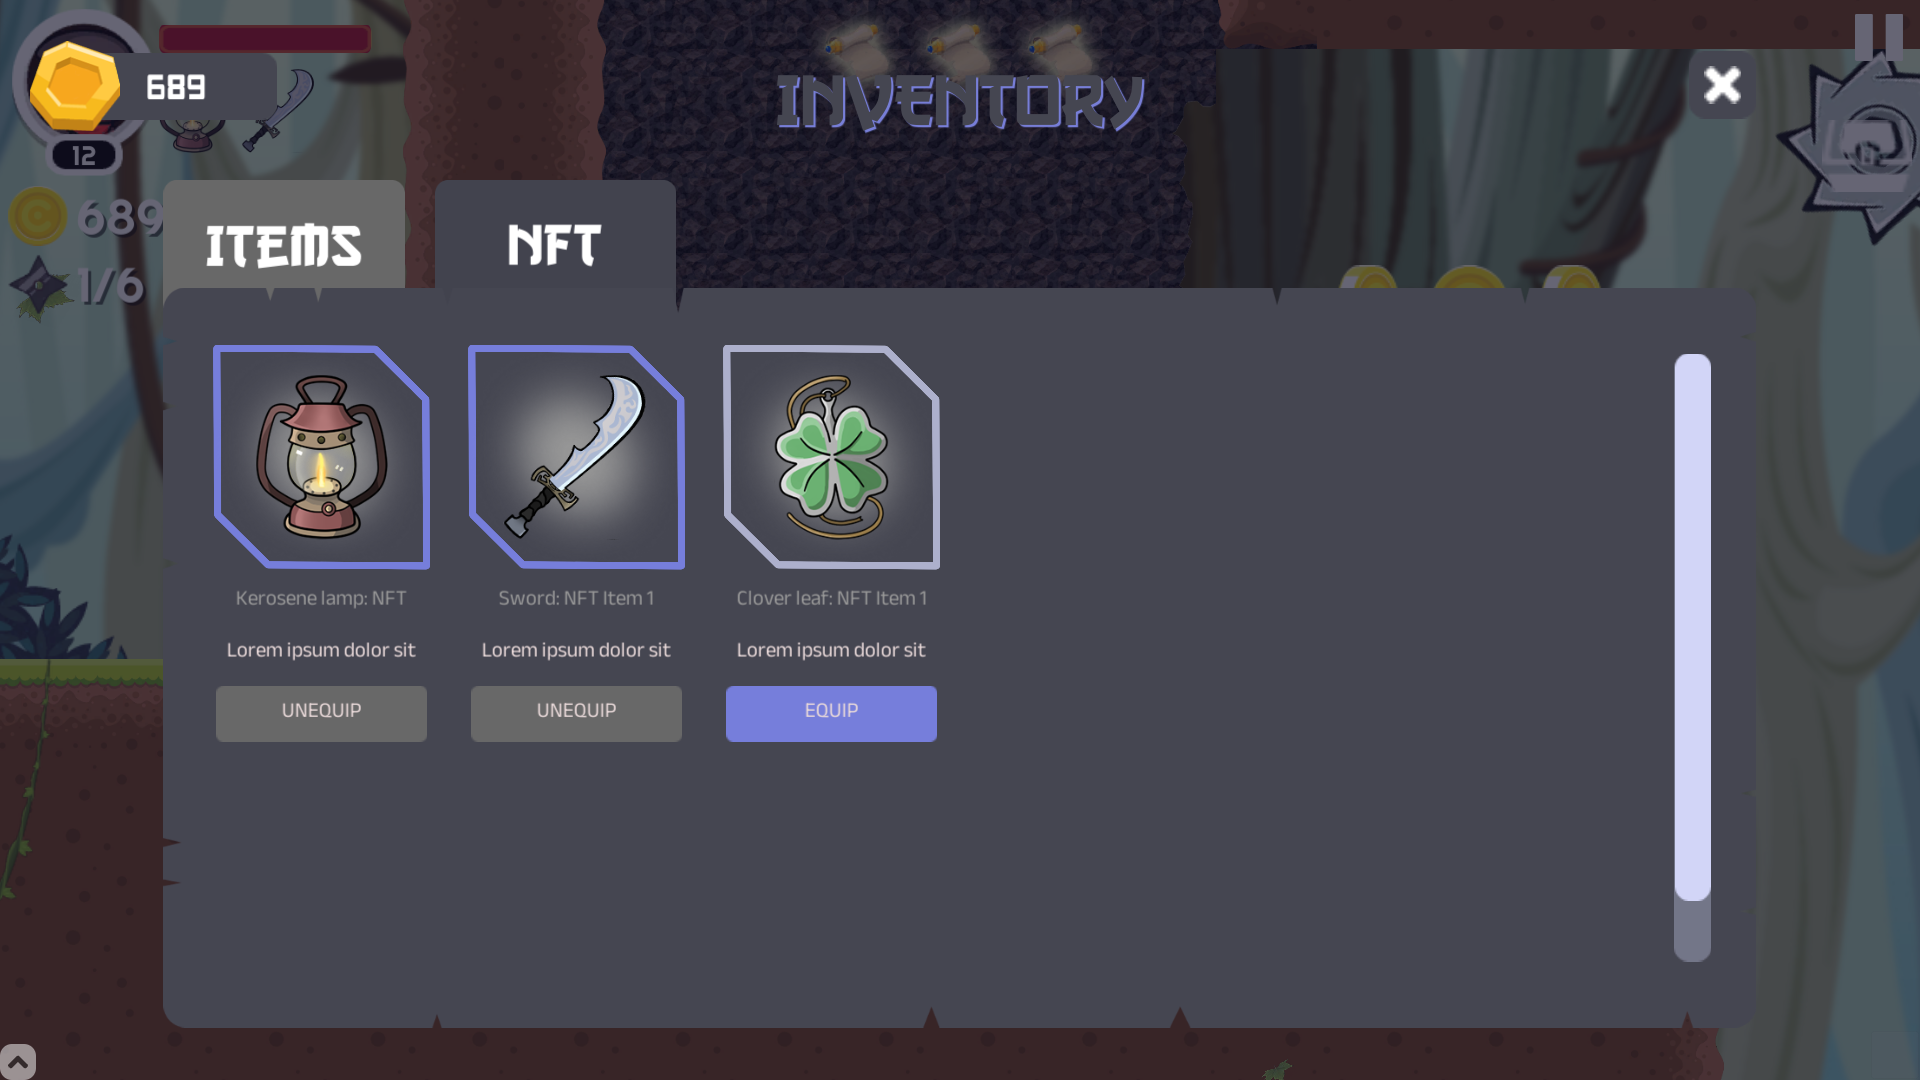 689
12
689
1/6
INVENTORY
ITEMS
NFT
Kerosene lamp: NFT
Sword: NFT Item 1
Clover leaf: NFT Item 1
Lorem ipsum dolor sit
Lorem ipsum dolor sit
Lorem ipsum dolor sit
UNEQUIP
UNEQUIP
EQUIP